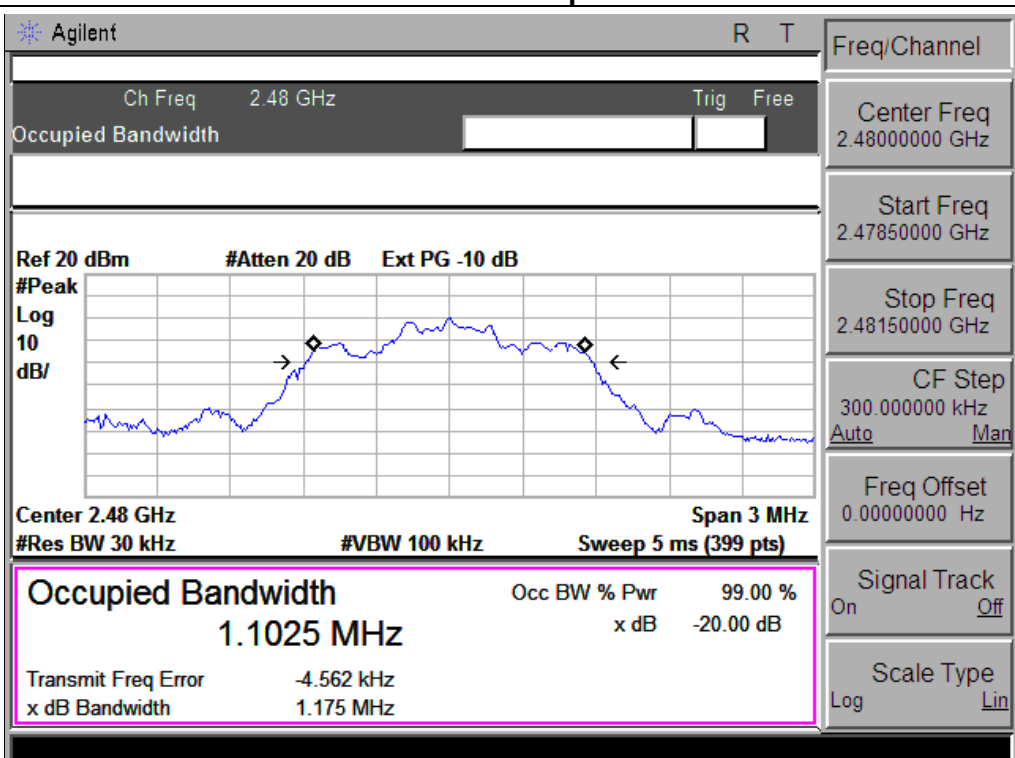 Agilent R T
Ch Freq 2.48 GHz Trig Free
Occupied Bandwidth
Ref 20 dBm #Atten 20 dB Ext PG -10 dB
#Peak
Log
10
dB/
Center 2.48 GHz Span 3 MHz
#Res BW 30 kHz #VBW 100 kHz Sweep 5 ms (399 pts)
Occupied Bandwidth Occ BW % Pwr 99.00 %
1.1025 MHz x dB -20.00 dB
Transmit Freq Error -4.562 kHz
x dB Bandwidth 1.175 MHz
Freq/Channel
Center Freq
2.48000000 GHz
Start Freq
2.47850000 GHz
Stop Freq
2.48150000 GHz
CF Step
300.000000 kHz
Auto Man
Freq Offset
0.00000000 Hz
Signal Track
On Off
Scale Type
Log Lin